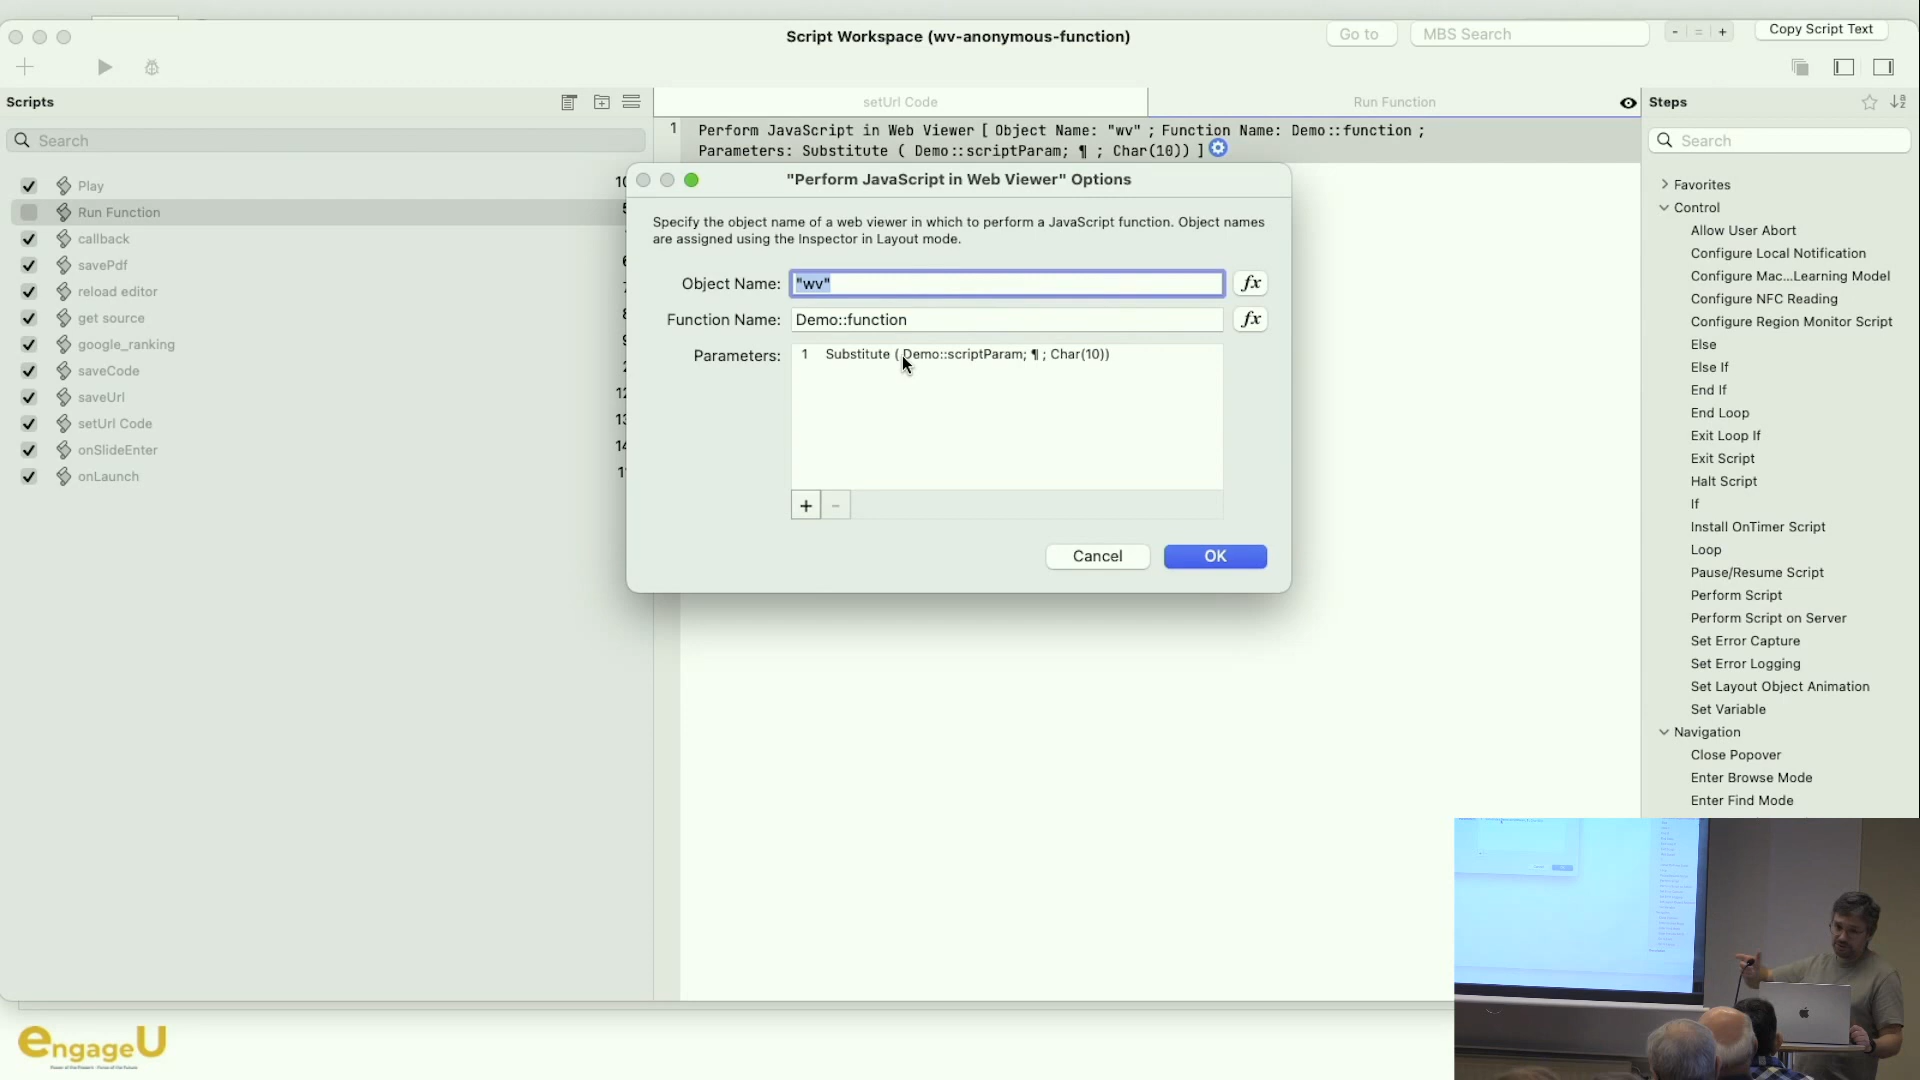 Script Workspace (wv-anonymous-function)
Go to
MBS Search
- = +
Copy Script Text
Scripts
setUrl Code
Run Function
Steps
Search
Search
1 Perform JavaScript in Web Viewer [ Object Name: "wv" ; Function Name: Demo::function ;
Parameters: Substitute ( Demo::scriptParam; ¶ ; Char(10)) ]
Play
Run Function
callback
savePdf
reload editor
get source
google_ranking
saveCode
saveUrl
setUrl Code
onSlideEnter
onLaunch
"Perform JavaScript in Web Viewer" Options
Specify the object name of a web viewer in which to perform a JavaScript function. Object names
are assigned using the Inspector in Layout mode.
Object Name: "wv" fx
Function Name: Demo::function fx
Parameters: 1 Substitute ( Demo::scriptParam; ¶ ; Char(10))
+ -
Cancel
OK
Favorites
Control
Allow User Abort
Configure Local Notification
Configure Mac...Learning Model
Configure NFC Reading
Configure Region Monitor Script
Else
Else If
End If
End Loop
Exit Loop If
Exit Script
Halt Script
If
Install OnTimer Script
Loop
Pause/Resume Script
Perform Script
Perform Script on Server
Set Error Capture
Set Error Logging
Set Layout Object Animation
Set Variable
Navigation
Close Popover
Enter Browse Mode
Enter Find Mode
engageU